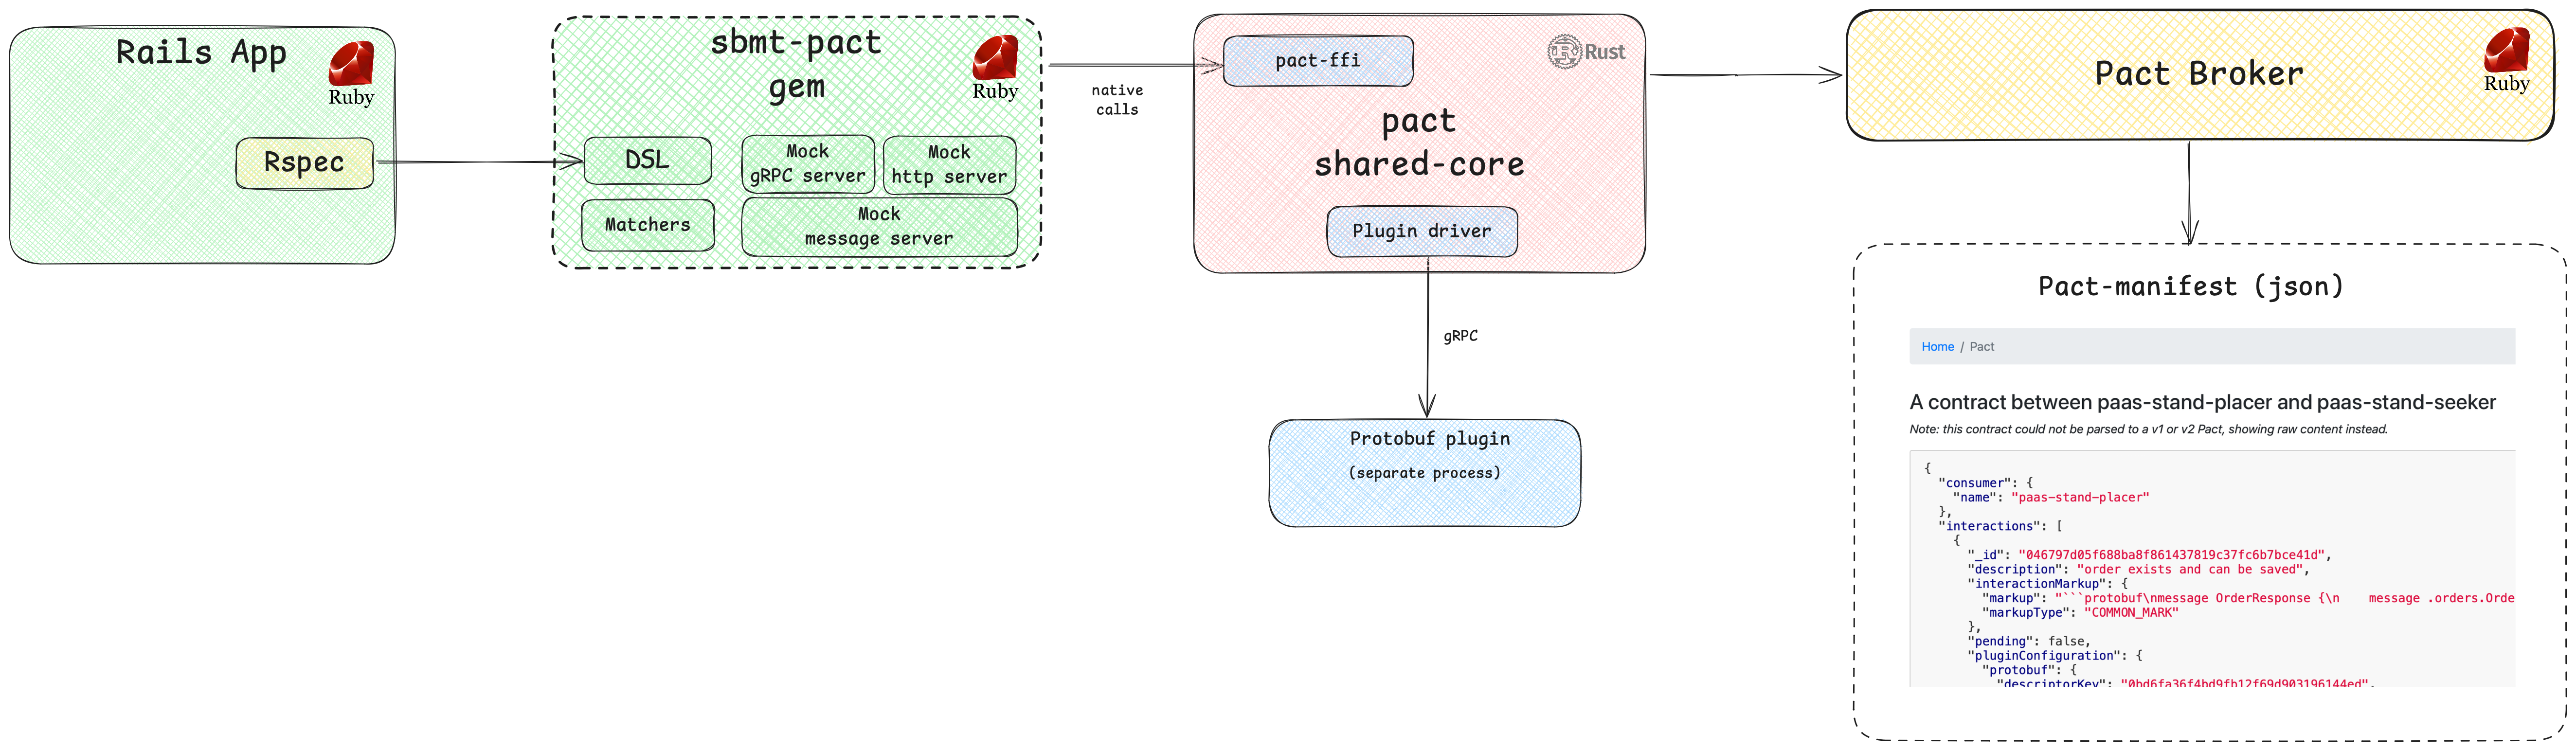 Rails App
Ruby
Rspec
sbmt-pact
gem
Ruby
DSL
Mock
gRPC server
Mock
http server
Matchers
Mock
message server
native
calls
pact-ffi
Rust
pact
shared-core
Plugin driver
gRPC
Protobuf plugin
(separate process)
Pact Broker
Ruby
Pact-manifest (json)
Home / Pact
A contract between paas-stand-placer and paas-stand-seeker
Note: this contract could not be parsed to a v1 or v2 Pact, showing raw content instead.
{
"consumer": {
"name": "paas-stand-placer"
},
"interactions": [
{
"_id": "046797d05f688ba8f861437819c37fc6b7bce41d",
"description": "order exists and can be saved",
"interactionMarkup": {
"markup": "```protobuf\nmessage OrderResponse {\n    message .orders.Orde
"markupType": "COMMON_MARK"
},
"pending": false,
"pluginConfiguration": {
"protobuf": {
"descriptorKey": "0bd6fa36f4bd9fb12f69d903196144ed",